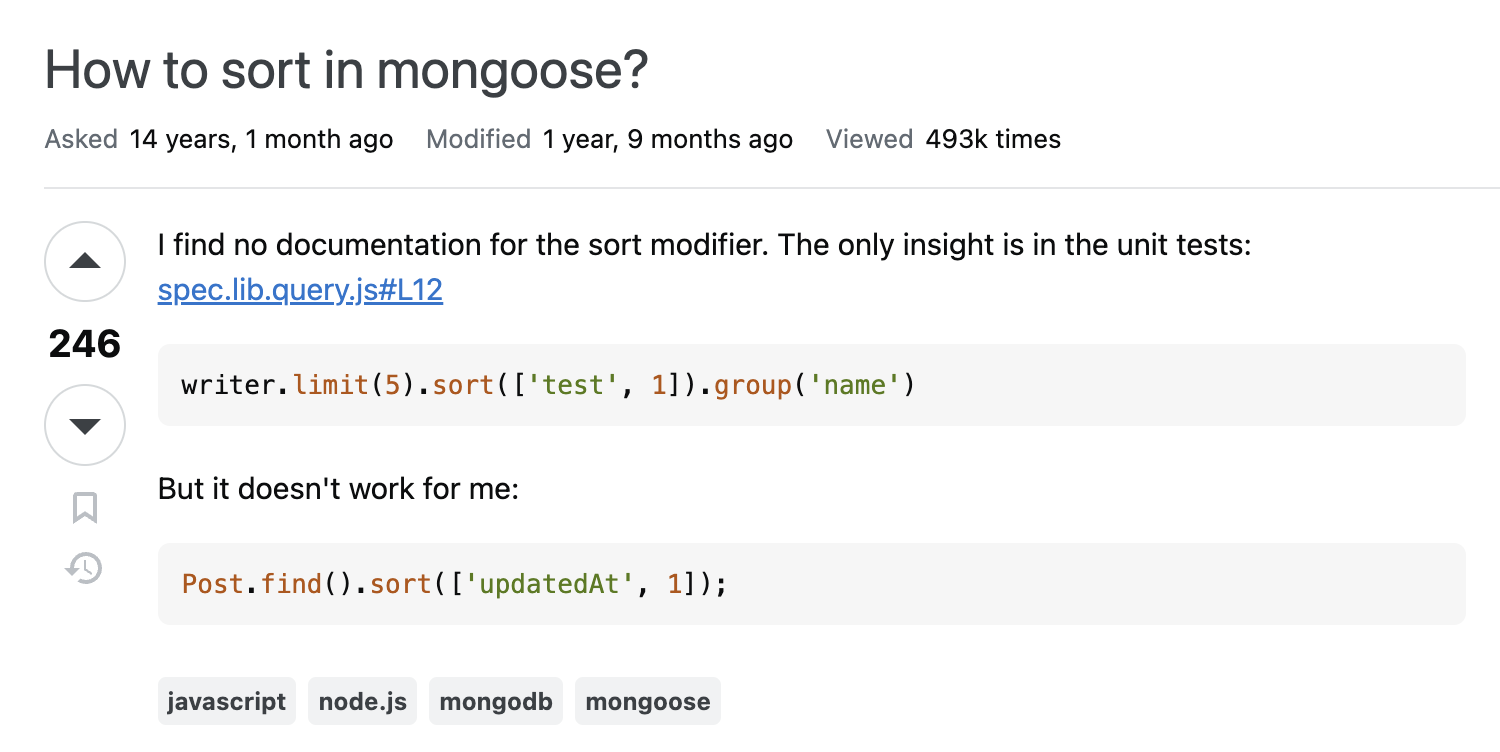 How to sort in mongoose?
Asked 14 years, 1 month ago Modified 1 year, 9 months ago Viewed 493k times
I find no documentation for the sort modifier. The only insight is in the unit tests:
spec.lib.query.js#L12
246
writer.limit(5).sort(['test', 1]).group('name')
But it doesn't work for me:
Post.find().sort(['updatedAt', 1]);
javascript node.js mongodb mongoose